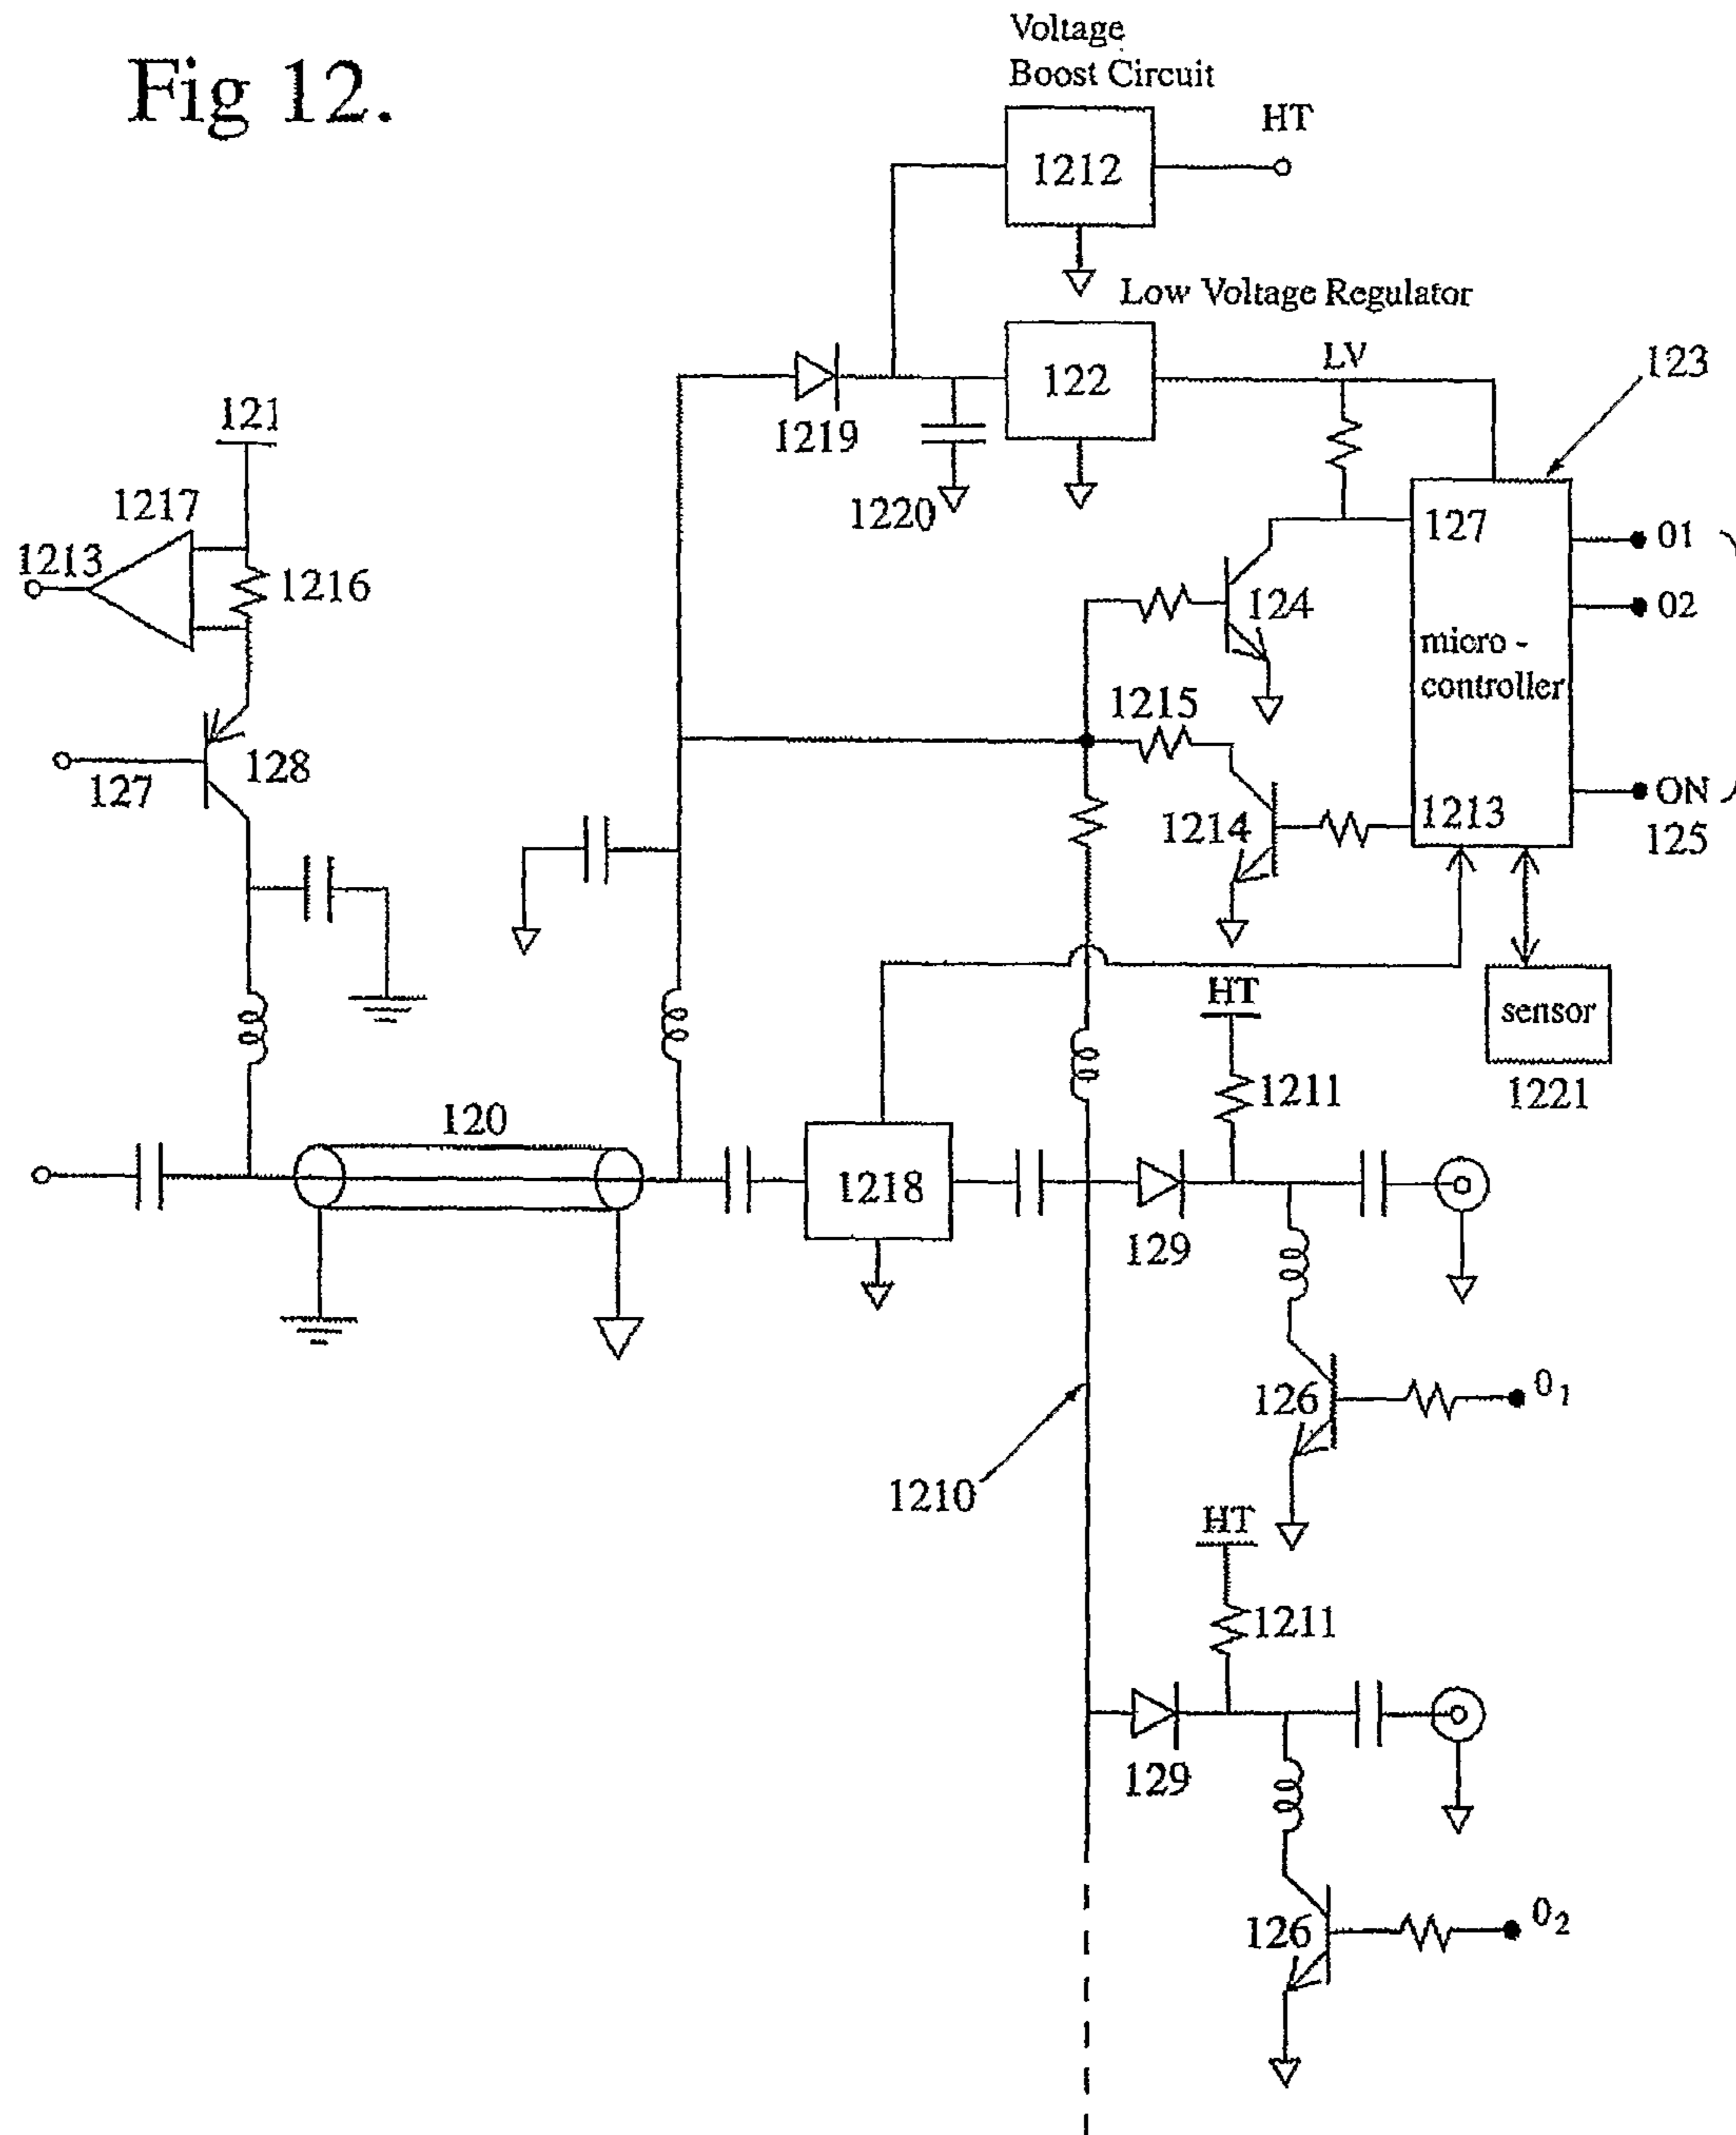 Fig 12.
Voltage
Boost Circuit
1212
HT
Low Voltage Regulator
122
LV
123
1219
1220
121
1217
1213
1216
127
128
127
124
micro -
controller
01
02
ON
125
1215
1214
1213
sensor
1221
HT
1211
120
1218
129
126
0₁
1210
HT
1211
129
126
0₂